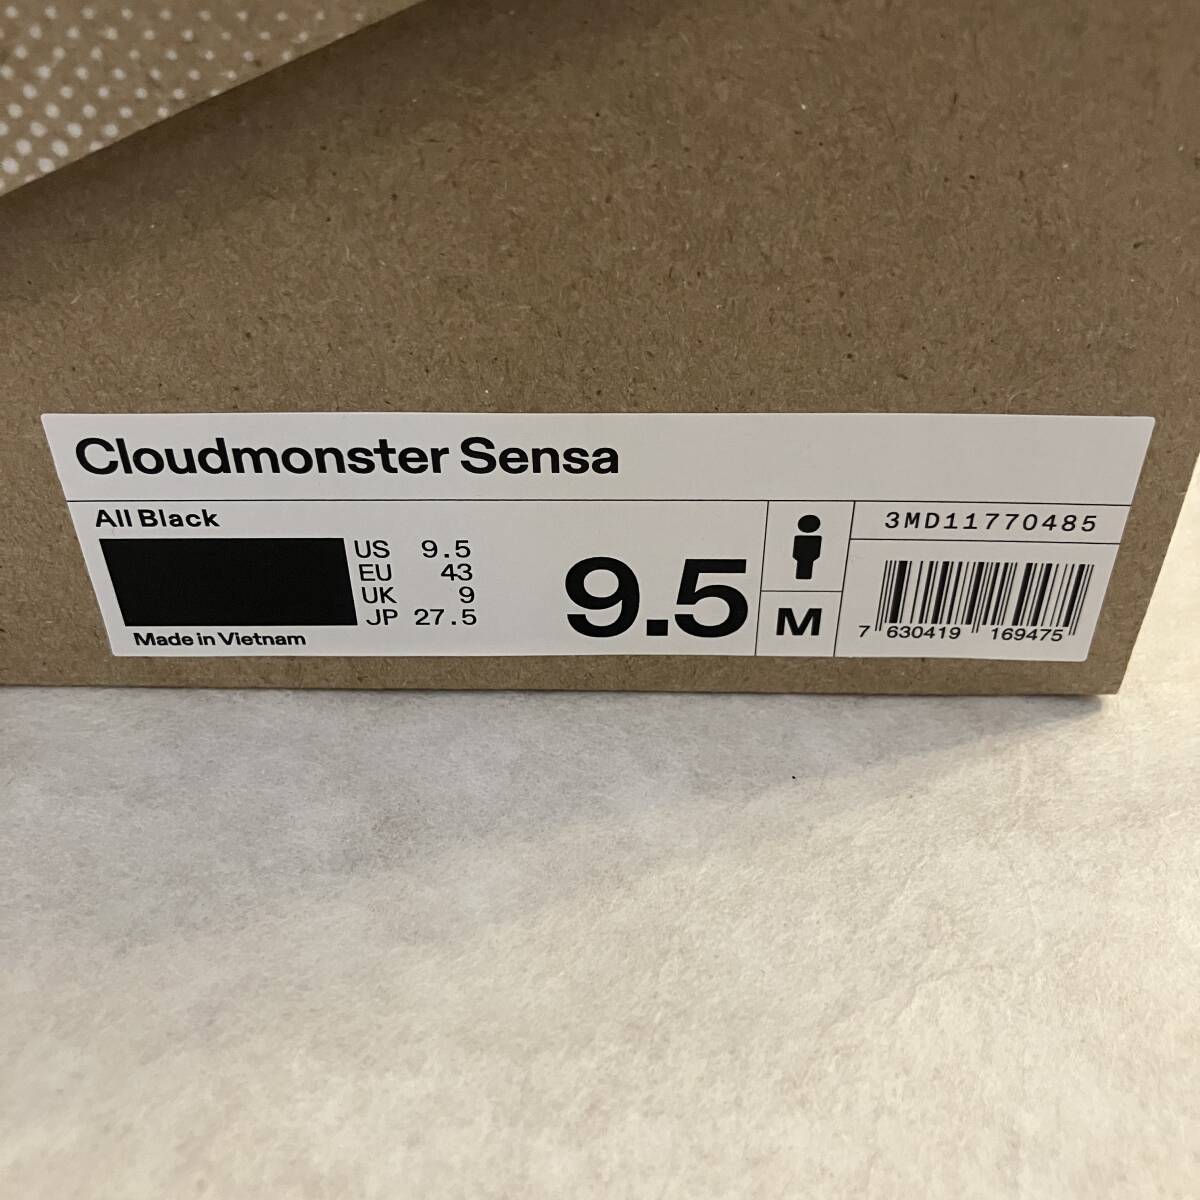 Cloudmonster Sensa
All Black
US 9.5
EU 43
UK 9
JP 27.5
Made in Vietnam
9.5
M
3MD11770485
7 630419 169475